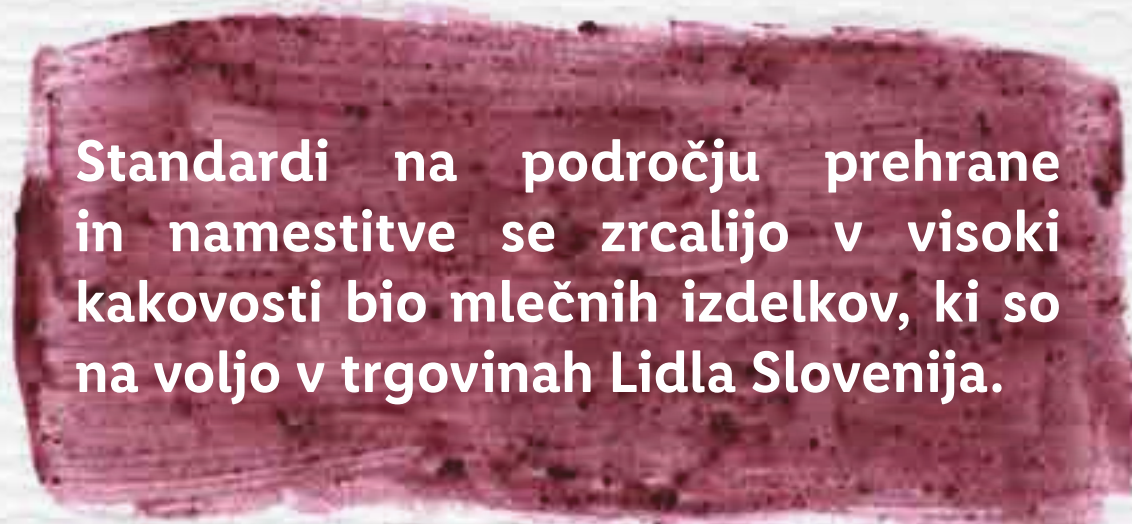 Standardi na področju prehrane
in namestitve se zrcalijo v visoki
kakovosti bio mlečnih izdelkov, ki so
na voljo v trgovinah Lidla Slovenija.